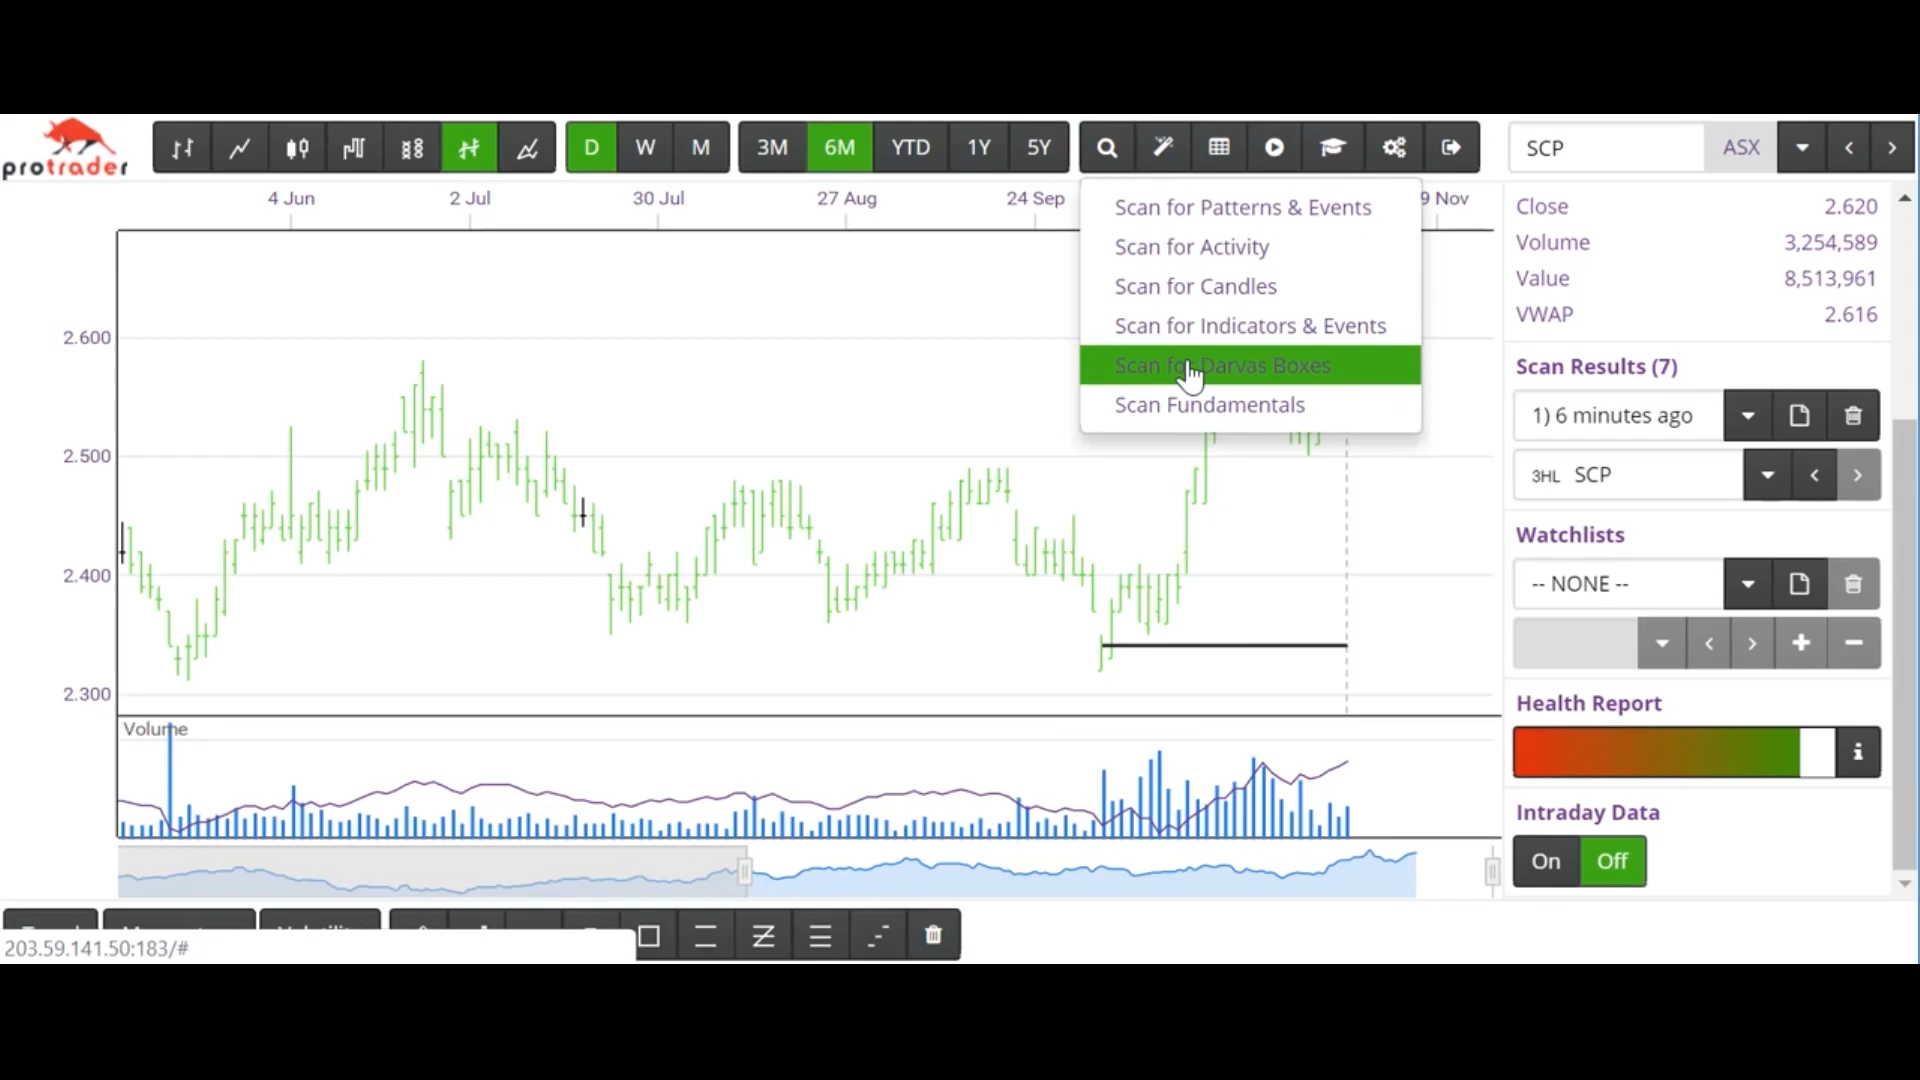 protrader
D W M
3M 6M YTD 1Y 5Y
SCP ASX
4 Jun 2 Jul 30 Jul 27 Aug 24 Sep 9 Nov
Scan for Patterns & Events
Scan for Activity
Scan for Candles
Scan for Indicators & Events
Scan for Darvas Boxes
Scan Fundamentals
2.600
2.500
2.400
2.300
Volume
Close 2.620
Volume 3,254,589
Value 8,513,961
VWAP 2.616
Scan Results (7)
1) 6 minutes ago
3HL SCP
Watchlists
-- NONE --
Health Report
Intraday Data
On Off
203.59.141.50:183/#